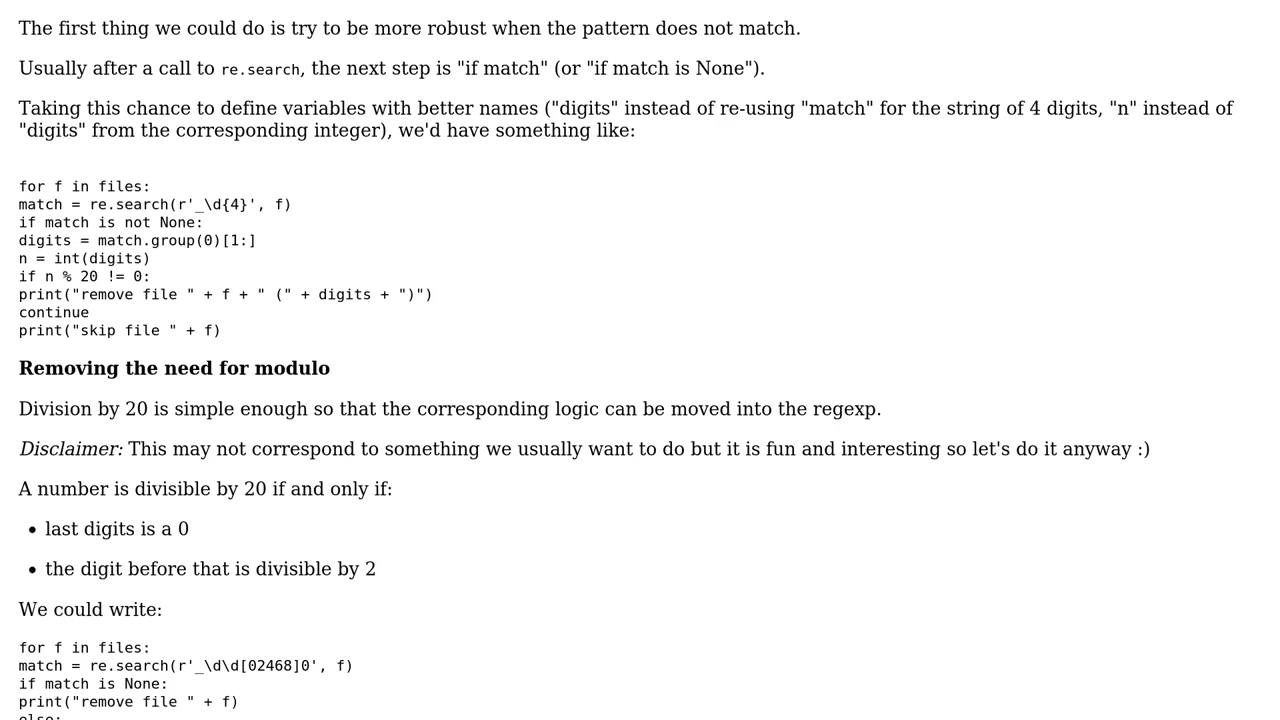 The first thing we could do is try to be more robust when the pattern does not match.
Usually after a call to re.search, the next step is "if match" (or "if match is None").
Taking this chance to define variables with better names ("digits" instead of re-using "match" for the string of 4 digits, "n" instead of
"digits" from the corresponding integer), we'd have something like:
for f in files:
match = re.search(r'_\d{4}', f)
if match is not None:
digits = match.group(0)[1:]
n = int(digits)
if n % 20 != 0:
print("remove file " + f + " (" + digits + ")")
continue
print("skip file " + f)
Removing the need for modulo
Division by 20 is simple enough so that the corresponding logic can be moved into the regexp.
Disclaimer: This may not correspond to something we usually want to do but it is fun and interesting so let's do it anyway :)
A number is divisible by 20 if and only if:
• last digits is a 0
• the digit before that is divisible by 2
We could write:
for f in files:
match = re.search(r'_\d\d[02468]0', f)
if match is None:
print("remove file " + f)
else: